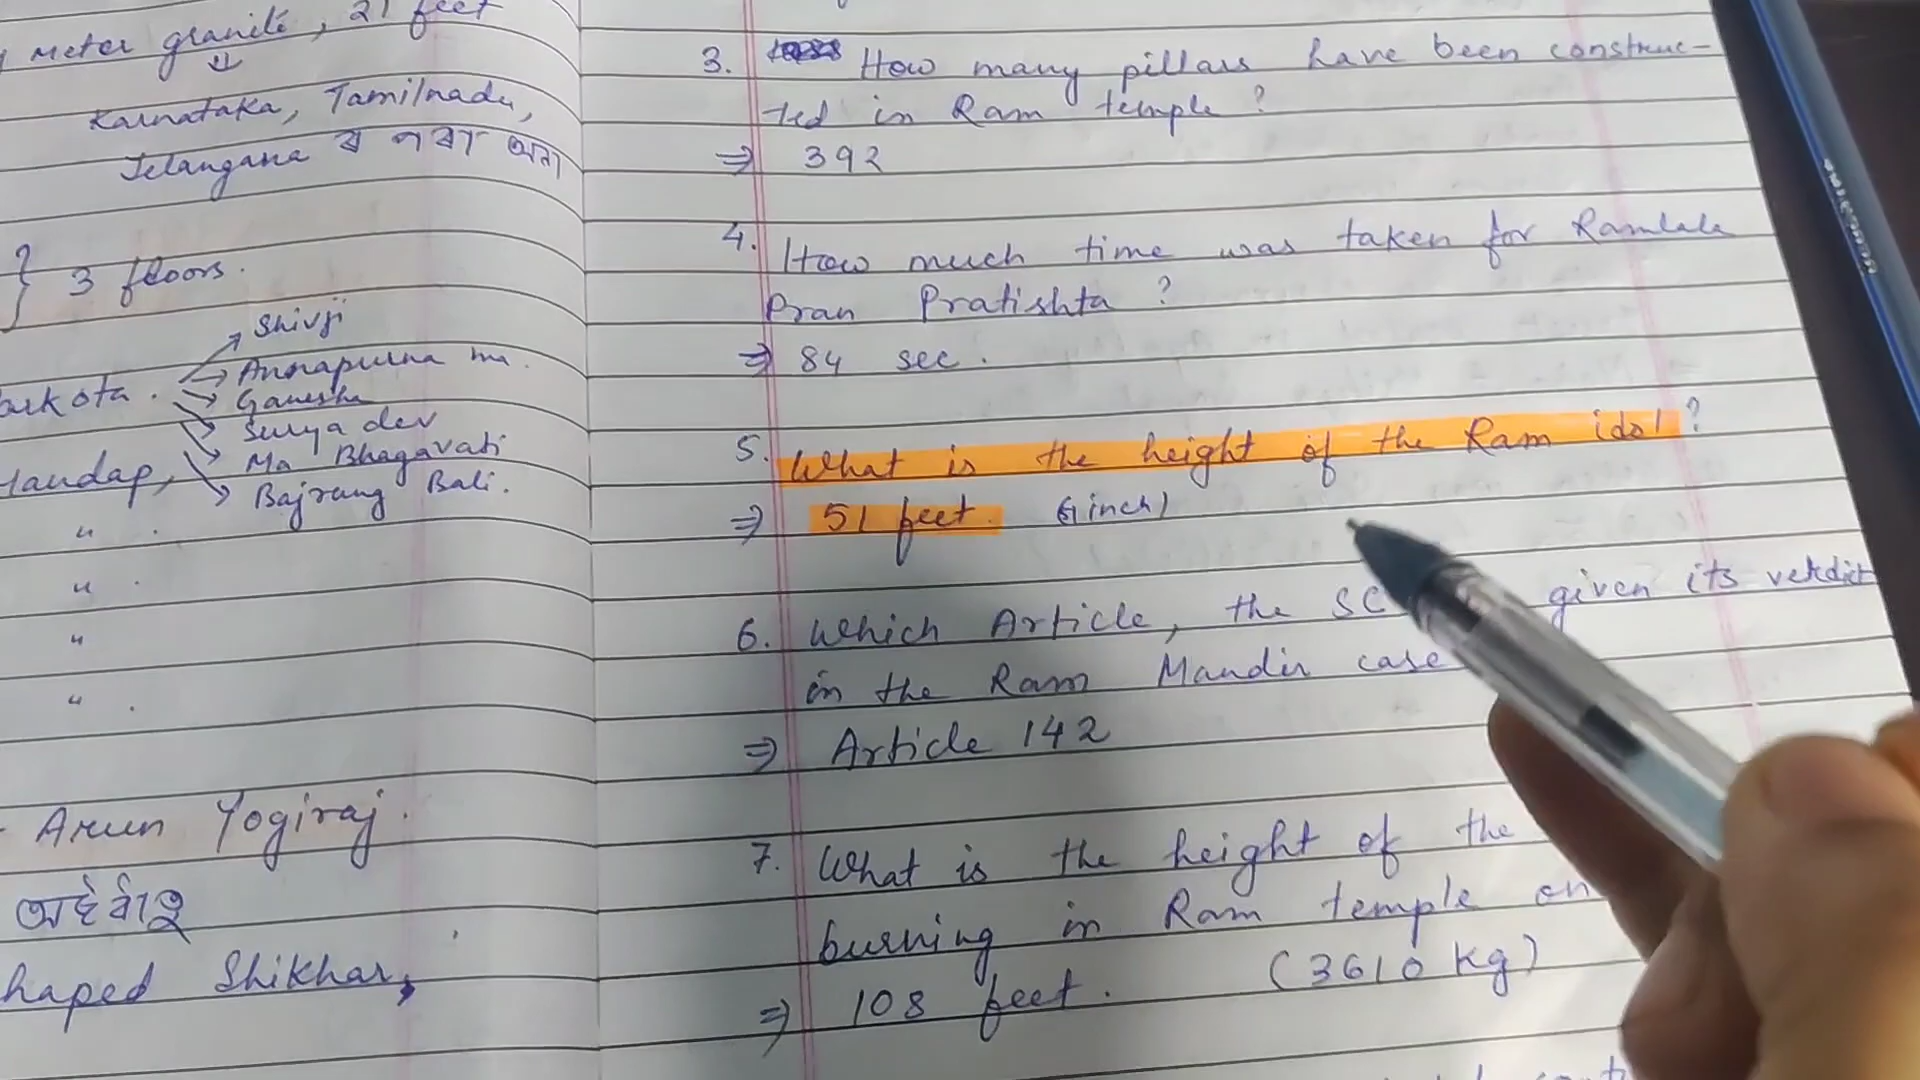 meter granite, 21 feet
Karnataka, Tamilnadu,
Telangana
} 3 floors.
Shivji
Annapurna ma.
Ganesha
Surya dev
Ma Bhagavati
Bajrang Bali.
"
"
"
"
Arun Yogiraj.
haped Shikhar,
3. How many pillars have been construc-
ted in Ram temple ?
⇒ 392
4. How much time was taken for Ramlala
Pran Pratishta ?
⇒ 84 sec.
5. What is the height of the Ram idol ?
⇒ 51 feet. inch)
6. Which Article, the SC given its verdict
in the Ram Mandir case
⇒ Article 142
7. What is the height of the
burning in Ram temple on
⇒ 108 feet. (3610 kg)